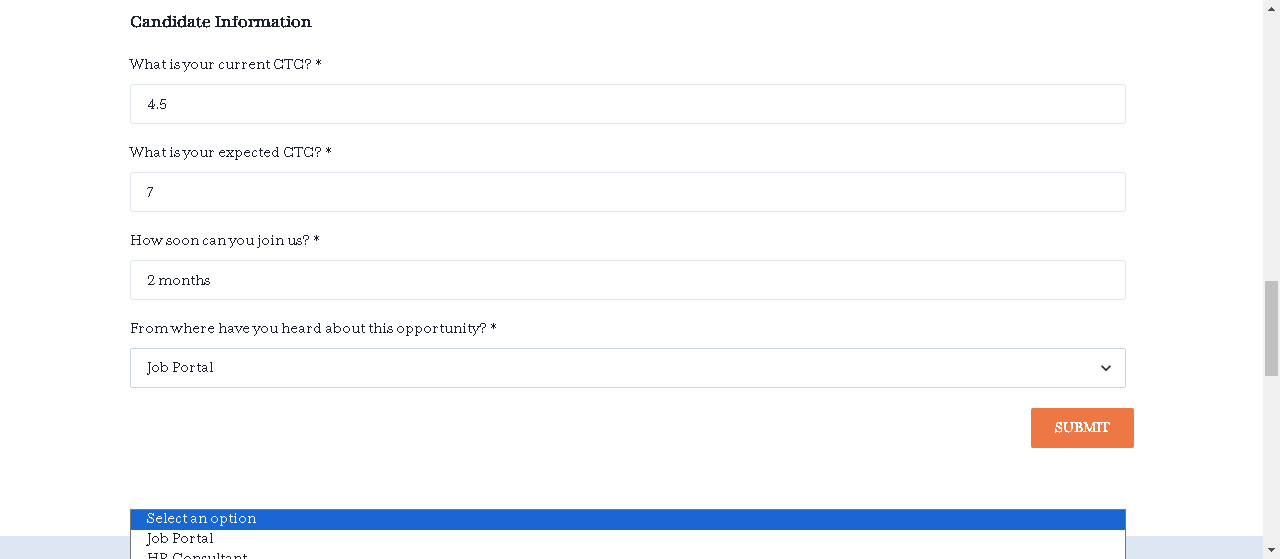 Candidate Information
What is your current CTC? *
4.5
What is your expected CTC? *
7
How soon can you join us? *
2 months
From where have you heard about this opportunity? *
Job Portal
SUBMIT
Select an option
Job Portal
HR Consultant